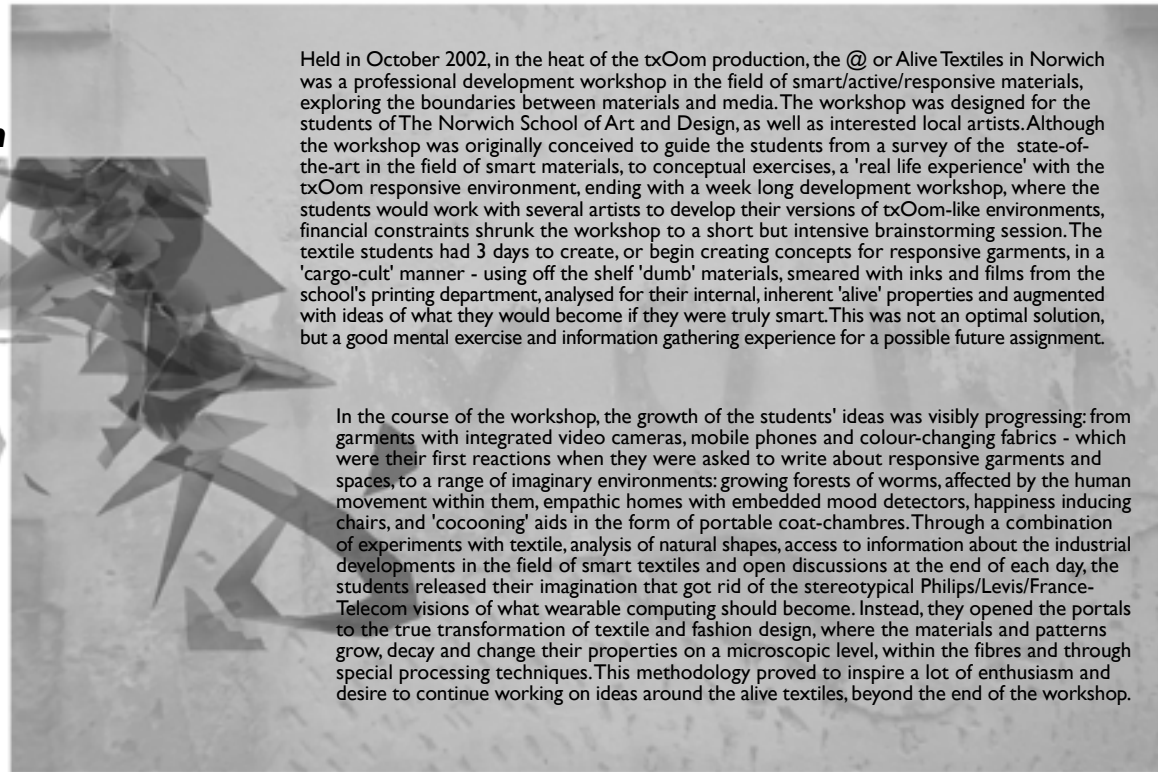 Held in October 2002, in the heat of the txOom production, the @ or Alive Textiles in Norwich
was a professional development workshop in the field of smart/active/responsive materials,
exploring the boundaries between materials and media. The workshop was designed for the
students of The Norwich School of Art and Design, as well as interested local artists. Although
the workshop was originally conceived to guide the students from a survey of the state-of-
the-art in the field of smart materials, to conceptual exercises, a 'real life experience' with the
txOom responsive environment, ending with a week long development workshop, where the
students would work with several artists to develop their versions of txOom-like environments,
financial constraints shrunk the workshop to a short but intensive brainstorming session. The
textile students had 3 days to create, or begin creating concepts for responsive garments, in a
'cargo-cult' manner - using off the shelf 'dumb' materials, smeared with inks and films from the
school's printing department, analysed for their internal, inherent 'alive' properties and augmented
with ideas of what they would become if they were truly smart. This was not an optimal solution,
but a good mental exercise and information gathering experience for a possible future assignment.
In the course of the workshop, the growth of the students' ideas was visibly progressing: from
garments with integrated video cameras, mobile phones and colour-changing fabrics - which
were their first reactions when they were asked to write about responsive garments and
spaces, to a range of imaginary environments: growing forests of worms, affected by the human
movement within them, empathic homes with embedded mood detectors, happiness inducing
chairs, and 'cocooning' aids in the form of portable coat-chambres. Through a combination
of experiments with textile, analysis of natural shapes, access to information about the industrial
developments in the field of smart textiles and open discussions at the end of each day, the
students released their imagination that got rid of the stereotypical Philips/Levis/France-
Telecom visions of what wearable computing should become. Instead, they opened the portals
to the true transformation of textile and fashion design, where the materials and patterns
grow, decay and change their properties on a microscopic level, within the fibres and through
special processing techniques. This methodology proved to inspire a lot of enthusiasm and
desire to continue working on ideas around the alive textiles, beyond the end of the workshop.